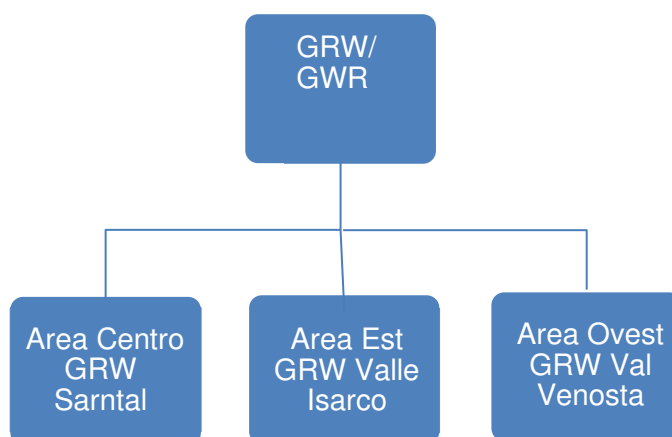 GRW/
GWR
Area Centro
GRW
Sarntal
Area Est
GRW Valle
Isarco
Area Ovest
GRW Val
Venosta